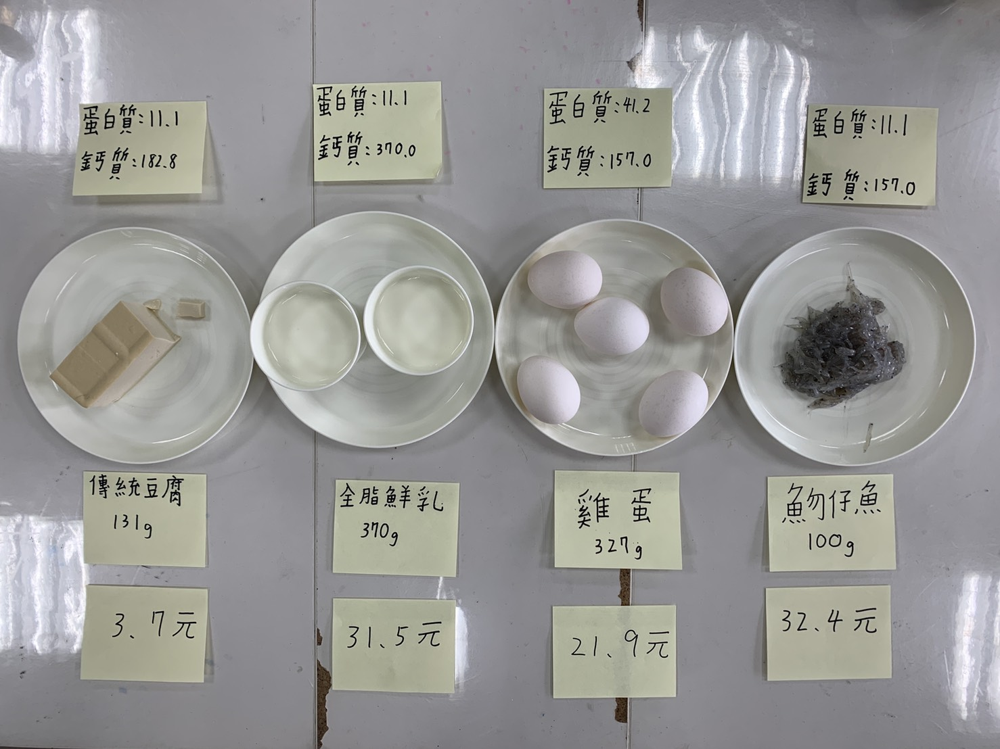 蛋白質:11.1
鈣質:182.8
蛋白質:11.1
鈣質:370.0
蛋白質:41.2
鈣質:157.0
蛋白質:11.1
鈣質:157.0
傳統豆腐
131g
全脂鮮乳
370g
雞蛋
327g
魩仔魚
100g
3.7元
31.5元
21.9元
32.4元